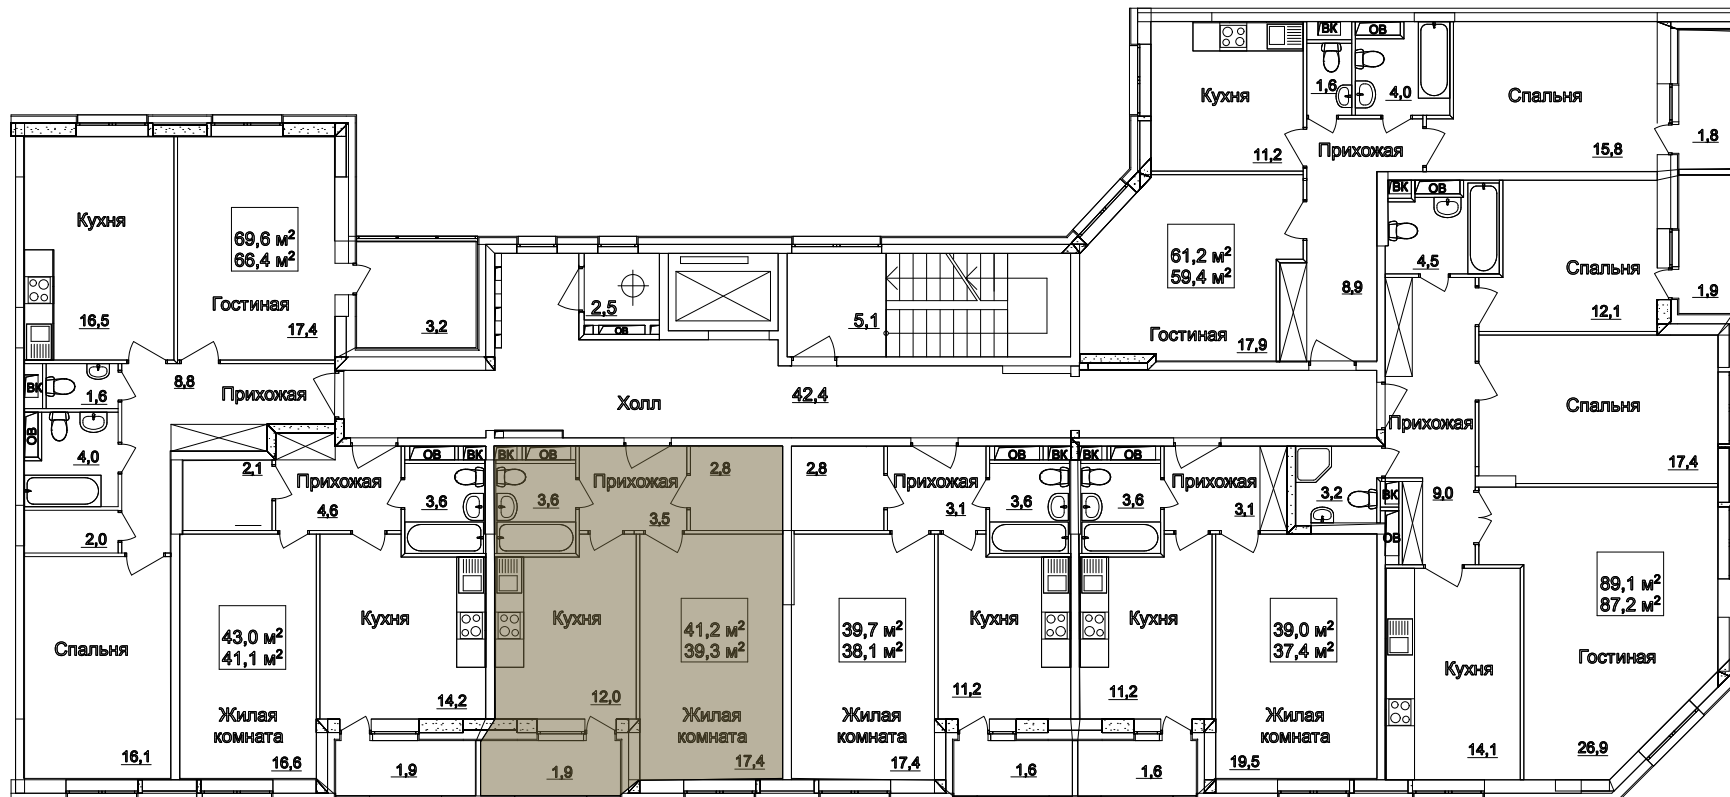 Кухня
16,5
69,6 м²
66,4 м²
Гостиная
17,4
3,2
2,5
ОВ
5,1
Холл
42,4
ВК
1,6
8,8
Прихожая
ОВ
4,0
2,0
Спальня
16,1
2,1
Прихожая
4,6
ОВ
ВК
3,6
43,0 м²
41,1 м²
Жилая
комната
16,6
Кухня
14,2
1,9
ВК
ОВ
3,6
Прихожая
3,5
2,8
Кухня
12,0
1,9
41,2 м²
39,3 м²
Жилая
комната
17,4
2,8
Прихожая
3,1
ОВ
ВК
3,6
39,7 м²
38,1 м²
Жилая
комната
17,4
Кухня
11,2
1,6
ВК
ОВ
3,6
Прихожая
3,1
3,2
Кухня
11,2
1,6
39,0 м²
37,4 м²
Жилая
комната
19,5
Кухня
11,2
ВК
1,6
ОВ
4,0
Прихожая
8,9
Спальня
15,8
1,8
61,2 м²
59,4 м²
Гостиная
17,9
ВК
ОВ
4,5
Спальня
12,1
1,9
Спальня
17,4
Прихожая
9,0
ВК
ОВ
89,1 м²
87,2 м²
Гостиная
26,9
Кухня
14,1